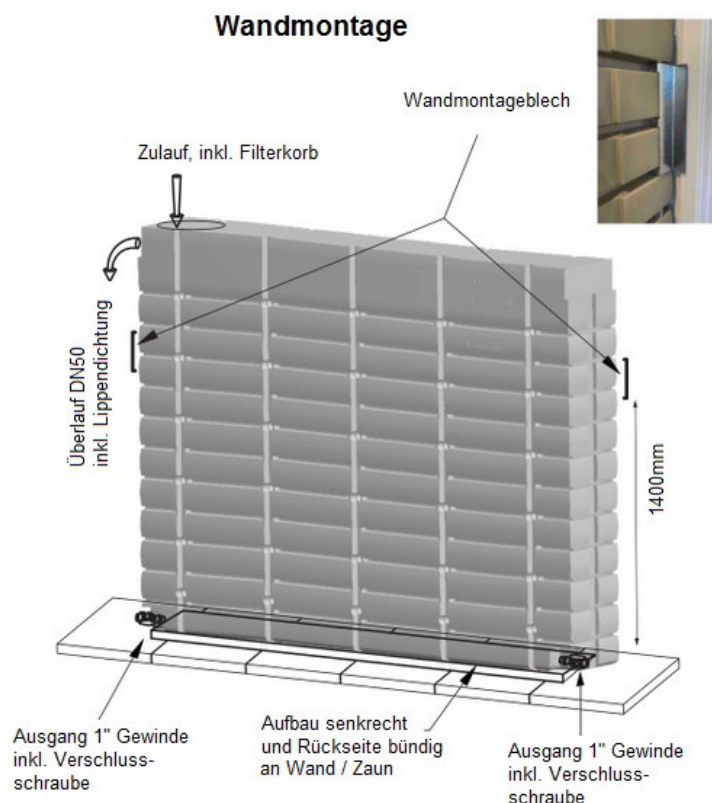 Wandmontage
Wandmontageblech
Zulauf, inkl. Filterkorb
Überlauf DN50
inkl. Lippendichtung
1400mm
Ausgang 1" Gewinde
inkl. Verschluss-
schraube
Aufbau senkrecht
und Rückseite bündig
an Wand / Zaun
Ausgang 1" Gewinde
inkl. Verschluss-
schraube